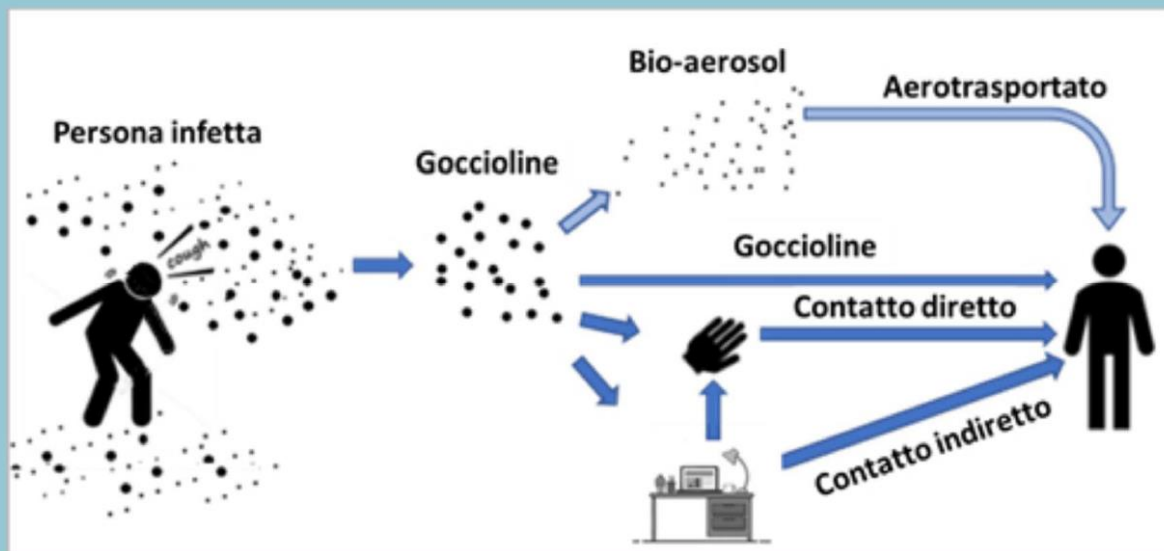 Persona infetta
cough
Goccioline
Bio-aerosol
Aerotrasportato
Goccioline
Contatto diretto
Contatto indiretto